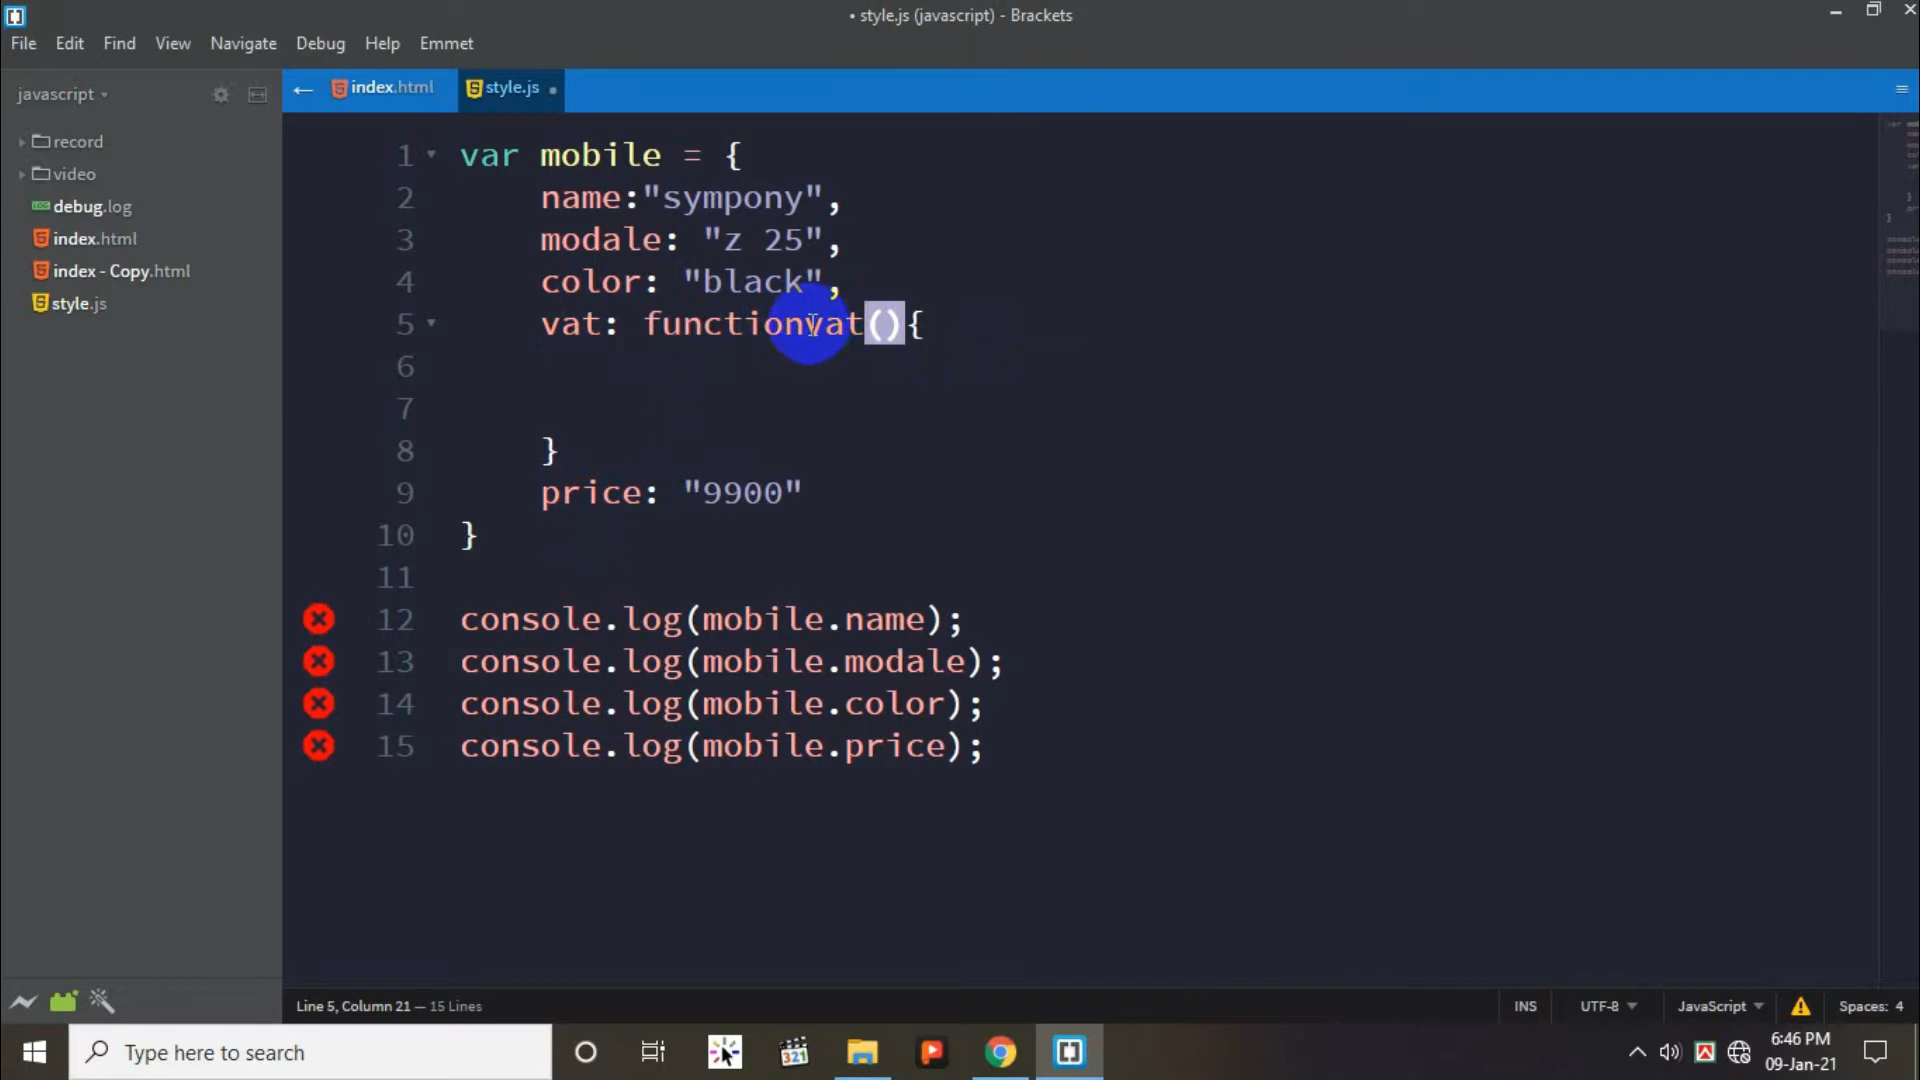 style.js (javascript) - Brackets
File Edit Find View Navigate Debug Help Emmet
javascript
record
video
debug.log
index.html
index - Copy.html
style.js
index.html style.js
1 var mobile = {
2 name:"sympony",
3 modale: "z 25",
4 color: "black",
5 vat: functionvat(){
6
7
8 }
9 price: "9900"
10 }
11
12 console.log(mobile.name);
13 console.log(mobile.modale);
14 console.log(mobile.color);
15 console.log(mobile.price);
Line 5, Column 21 — 15 Lines
INS UTF-8 JavaScript Spaces: 4
Type here to search
321
6:46 PM
09-Jan-21